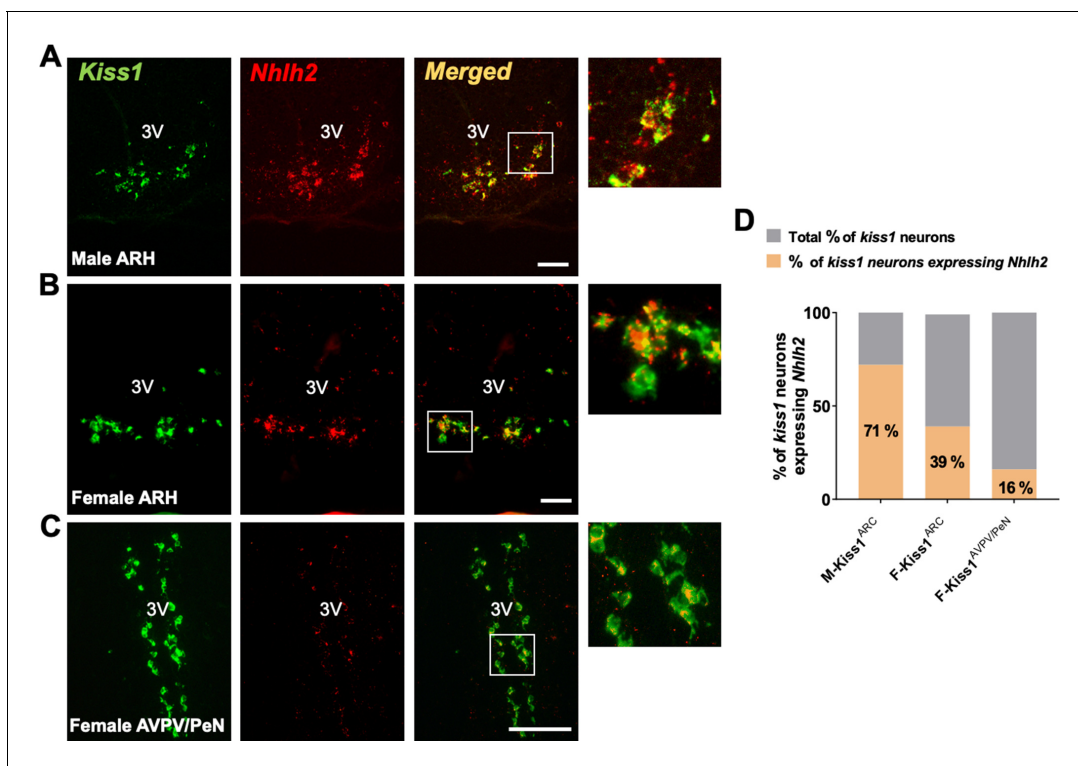 A
Kiss1
Nhlh2
Merged
3V
3V
3V
Male ARH
B
3V
3V
3V
Female ARH
C
3V
3V
3V
Female AVPV/PeN
D
Total % of kiss1 neurons
% of kiss1 neurons expressing Nhlh2
% of kiss1 neurons
expressing Nhlh2
100
50
0
71 %
39 %
16 %
M-Kiss1ARC
F-Kiss1ARC
F-Kiss1AVPV/PeN